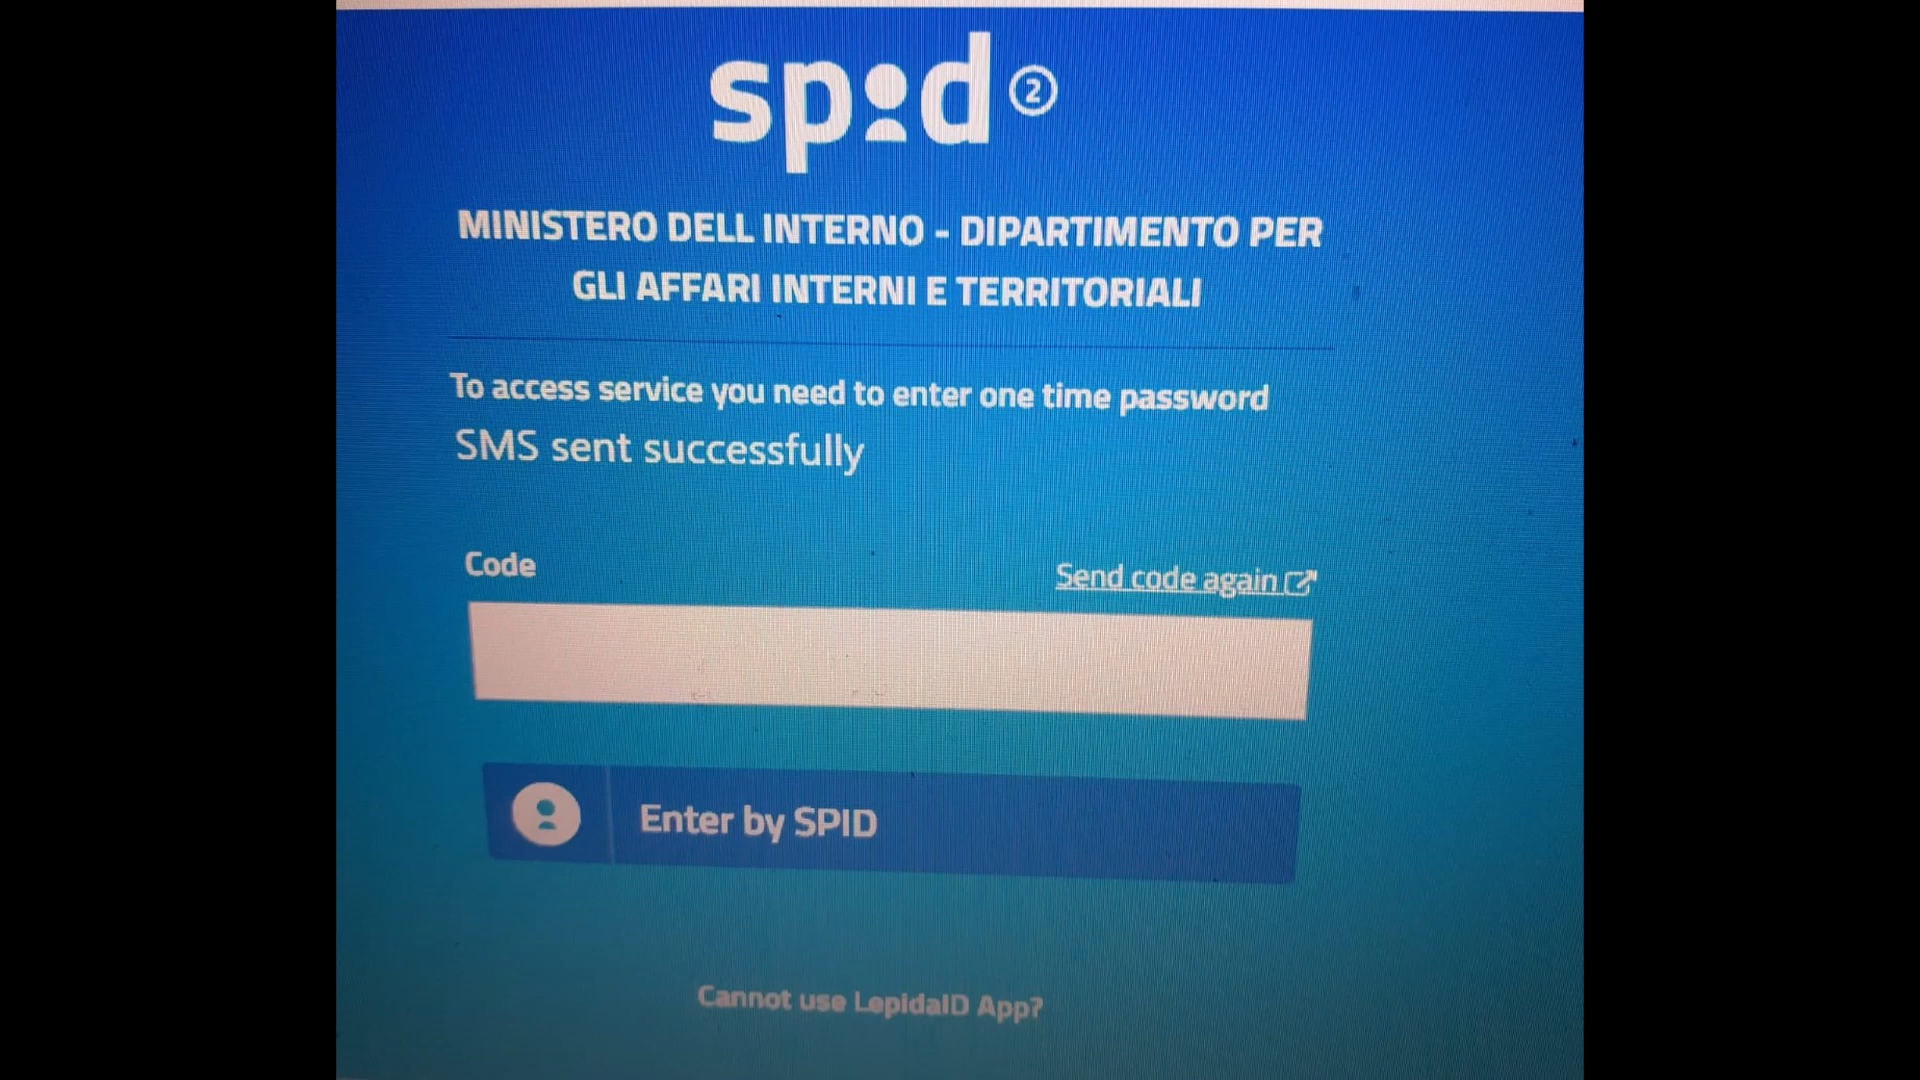 spid 2
MINISTERO DELL INTERNO - DIPARTIMENTO PER
GLI AFFARI INTERNI E TERRITORIALI
To access service you need to enter one time password
SMS sent successfully
Code
Send code again
Enter by SPID
Cannot use LepidaID App?